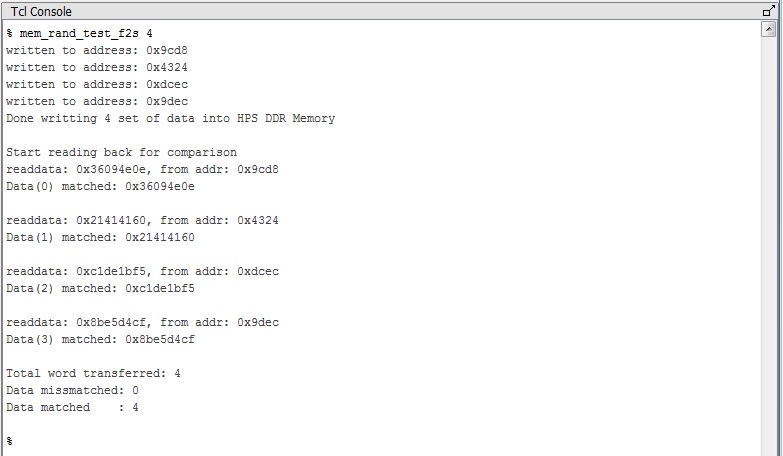 Tcl Console
% mem_rand_test_f2s 4
written to address: 0x9cd8
written to address: 0x4324
written to address: 0xdcec
written to address: 0x9dec
Done writting 4 set of data into HPS DDR Memory
Start reading back for comparison
readdata: 0x36094e0e, from addr: 0x9cd8
Data(0) matched: 0x36094e0e
readdata: 0x21414160, from addr: 0x4324
Data(1) matched: 0x21414160
readdata: 0xc1de1bf5, from addr: 0xdcec
Data(2) matched: 0xc1de1bf5
readdata: 0x8be5d4cf, from addr: 0x9dec
Data(3) matched: 0x8be5d4cf
Total word transferred: 4
Data missmatched: 0
Data matched    : 4
%